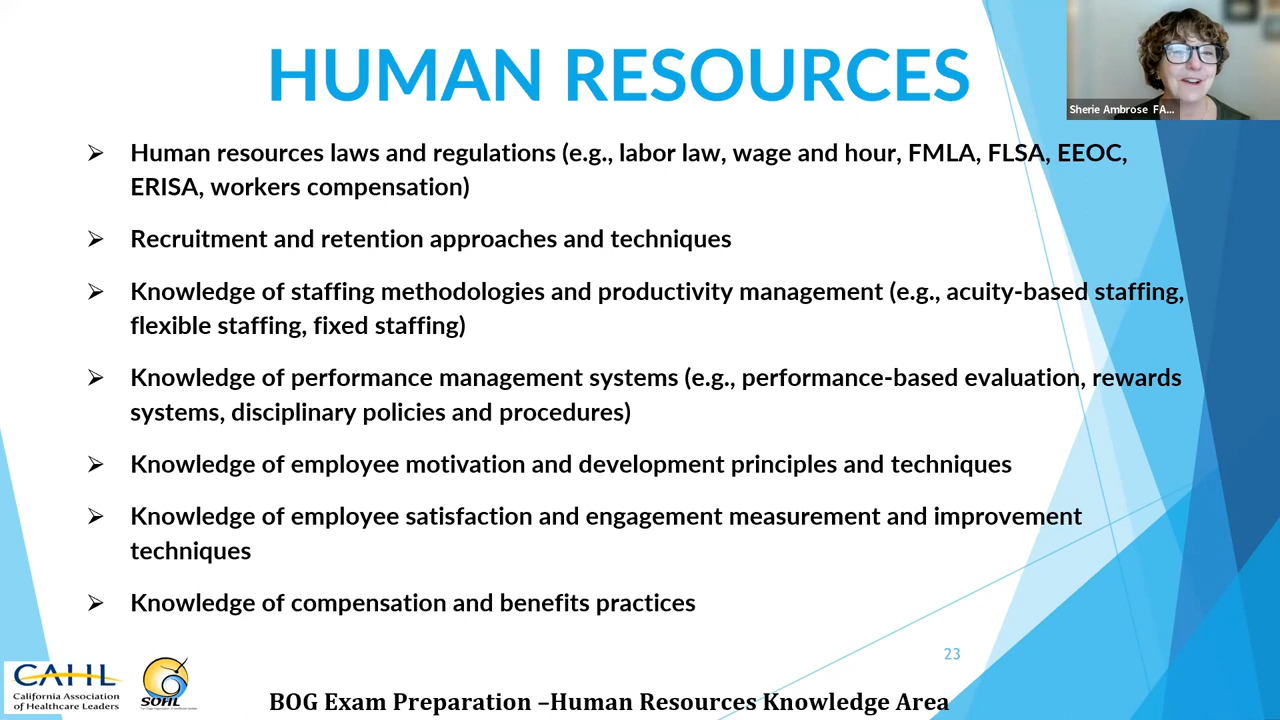 HUMAN RESOURCES
Sherie Ambrose FA...
➢ Human resources laws and regulations (e.g., labor law, wage and hour, FMLA, FLSA, EEOC,
ERISA, workers compensation)
➢ Recruitment and retention approaches and techniques
➢ Knowledge of staffing methodologies and productivity management (e.g., acuity-based staffing,
flexible staffing, fixed staffing)
➢ Knowledge of performance management systems (e.g., performance-based evaluation, rewards
systems, disciplinary policies and procedures)
➢ Knowledge of employee motivation and development principles and techniques
➢ Knowledge of employee satisfaction and engagement measurement and improvement
techniques
➢ Knowledge of compensation and benefits practices
23
CAHL
California Association
of Healthcare Leaders
SOHL
BOG Exam Preparation –Human Resources Knowledge Area